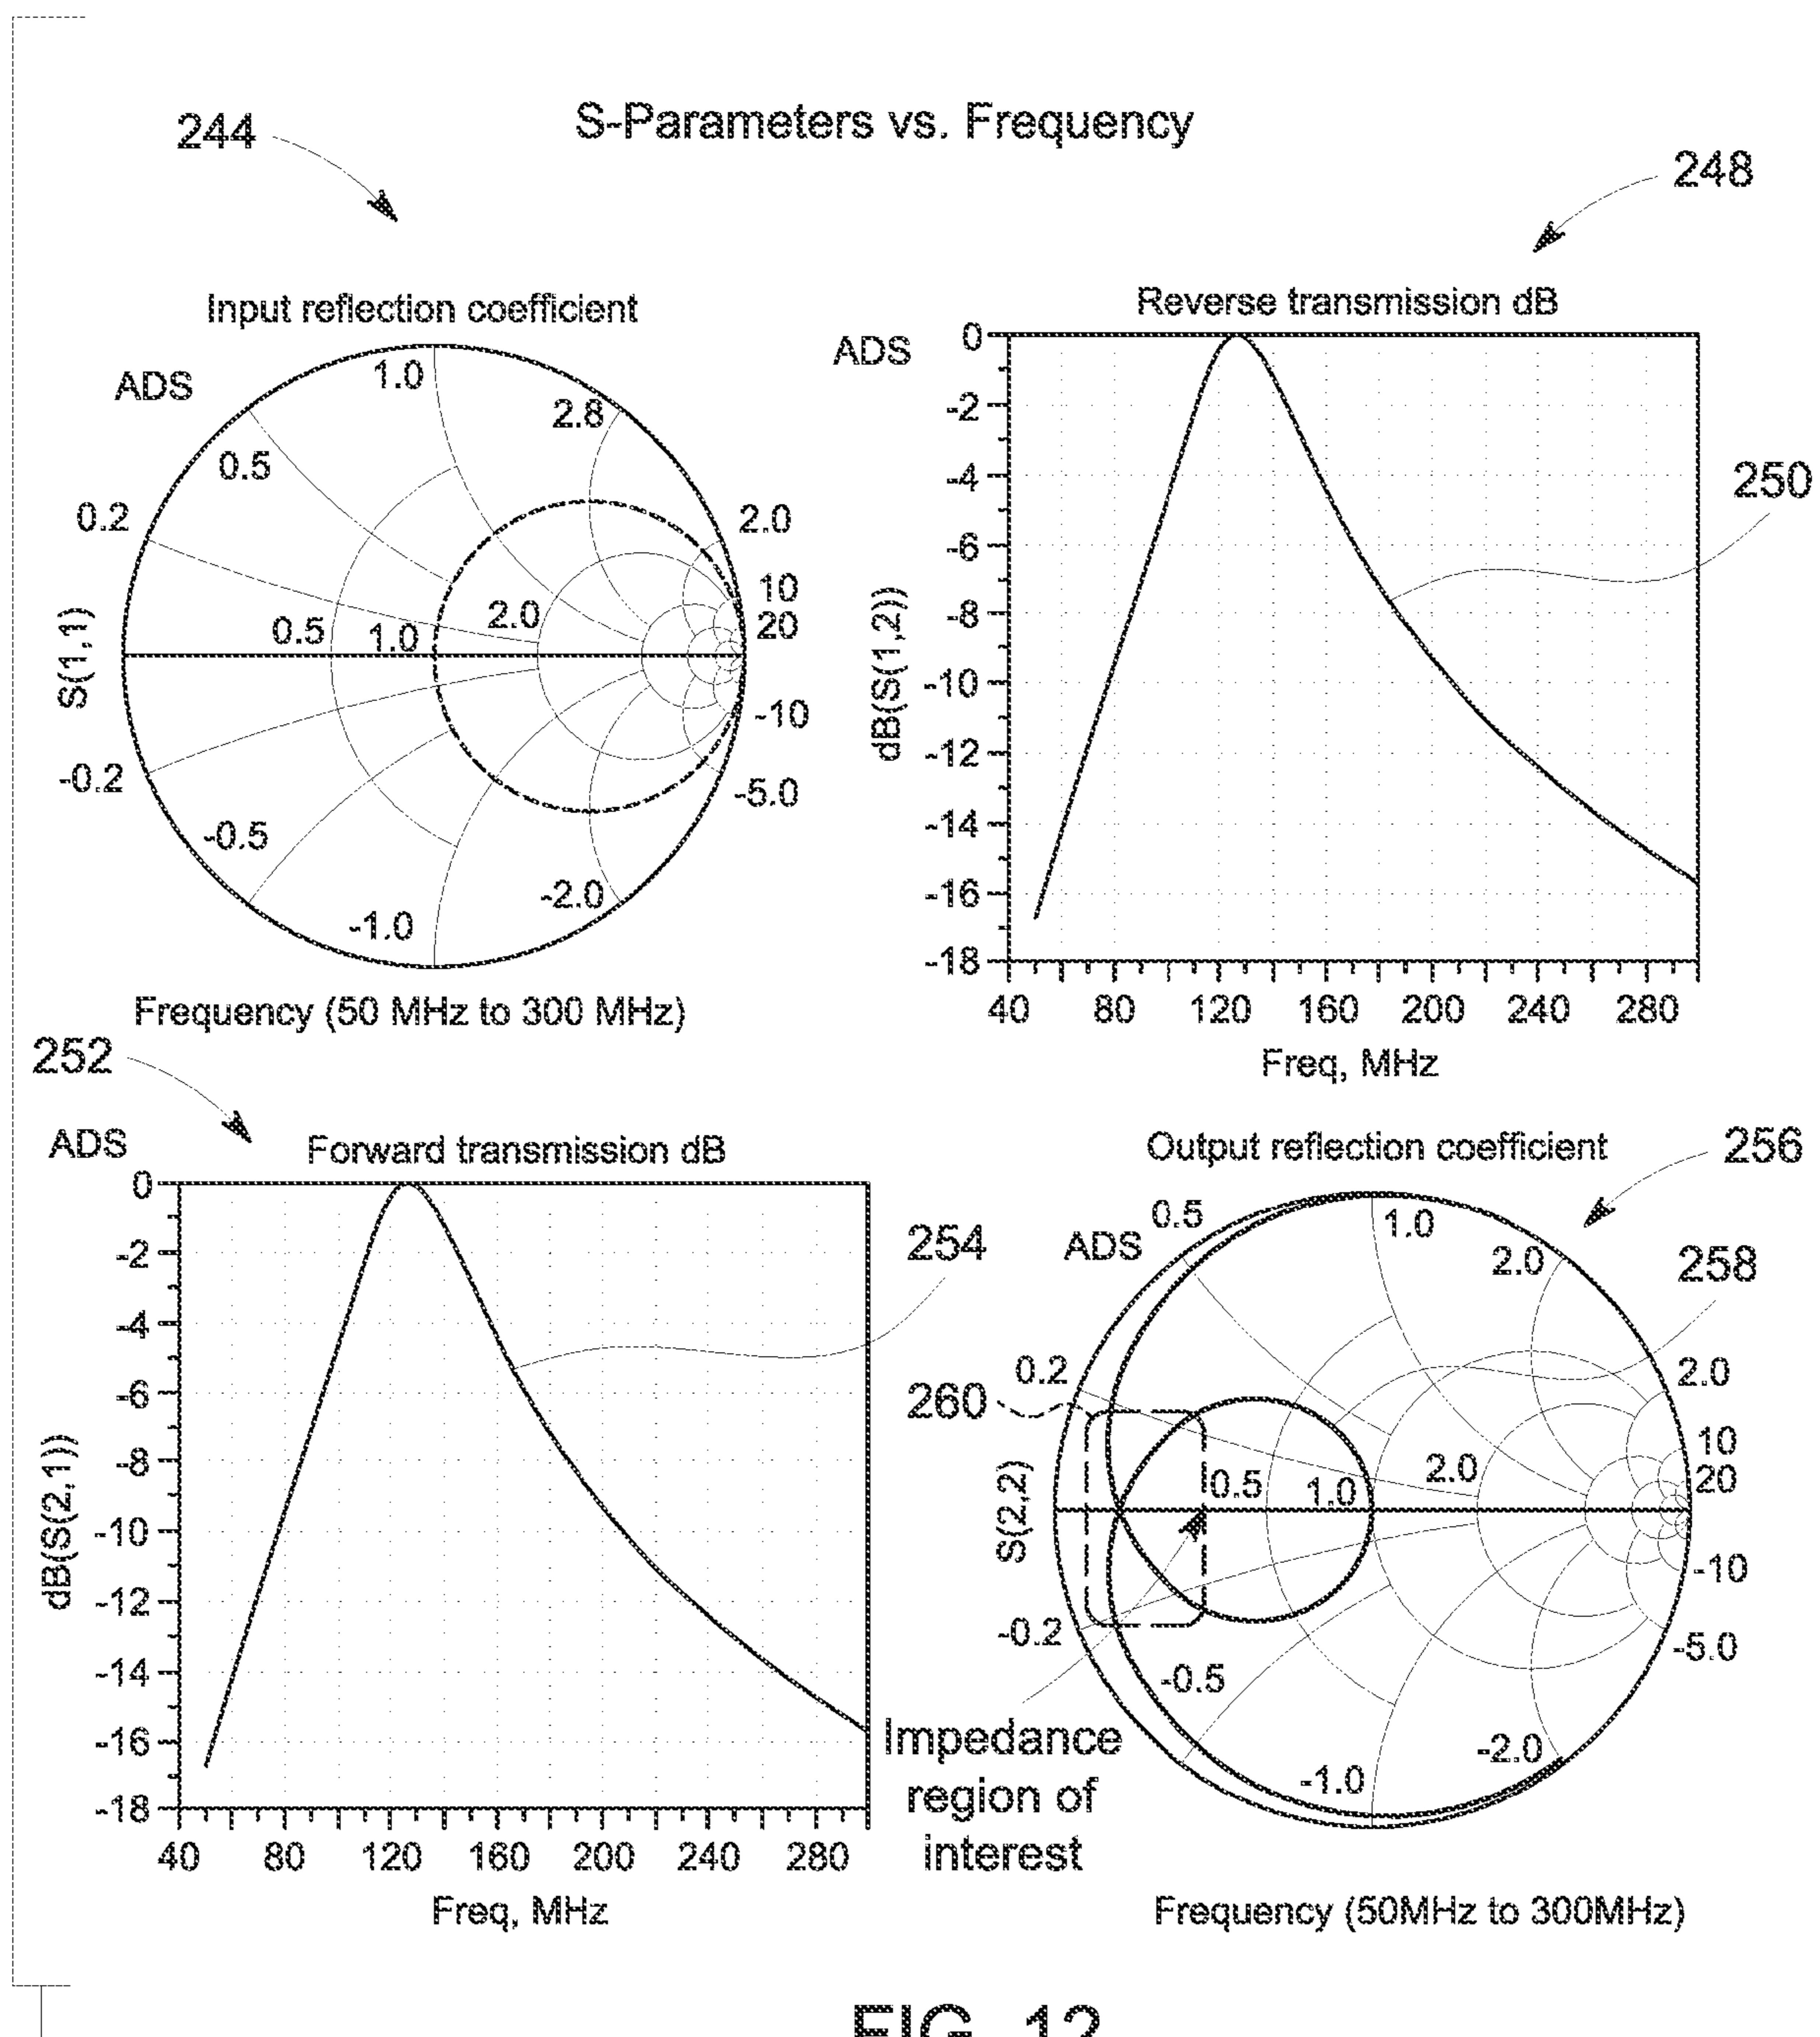 S-Parameters vs. Frequency
244
248
Input reflection coefficient
ADS
1.0
2.8
0.5
0.2
2.0
10
20
0.5
1.0
2.0
S(1,1)
-10
-0.2
-5.0
-0.5
-2.0
-1.0
Frequency (50 MHz to 300 MHz)
Reverse transmission dB
ADS
0
-2
-4
-6
-8
-10
-12
-14
-16
-18
dB(S(1,2))
250
40 80 120 160 200 240 280
Freq, MHz
252
ADS
Forward transmission dB
0
-2
-4
-6
-8
-10
-12
-14
-16
-18
dB(S(2,1))
254
40 80 120 160 200 240 280
Freq, MHz
Output reflection coefficient
256
ADS
0.5
1.0
2.0
258
0.2
2.0
260
10
20
0.5
1.0
2.0
S(2,2)
-10
-0.2
-5.0
-0.5
-2.0
-1.0
Impedance
region of
interest
Frequency (50MHz to 300MHz)
FIG. 12